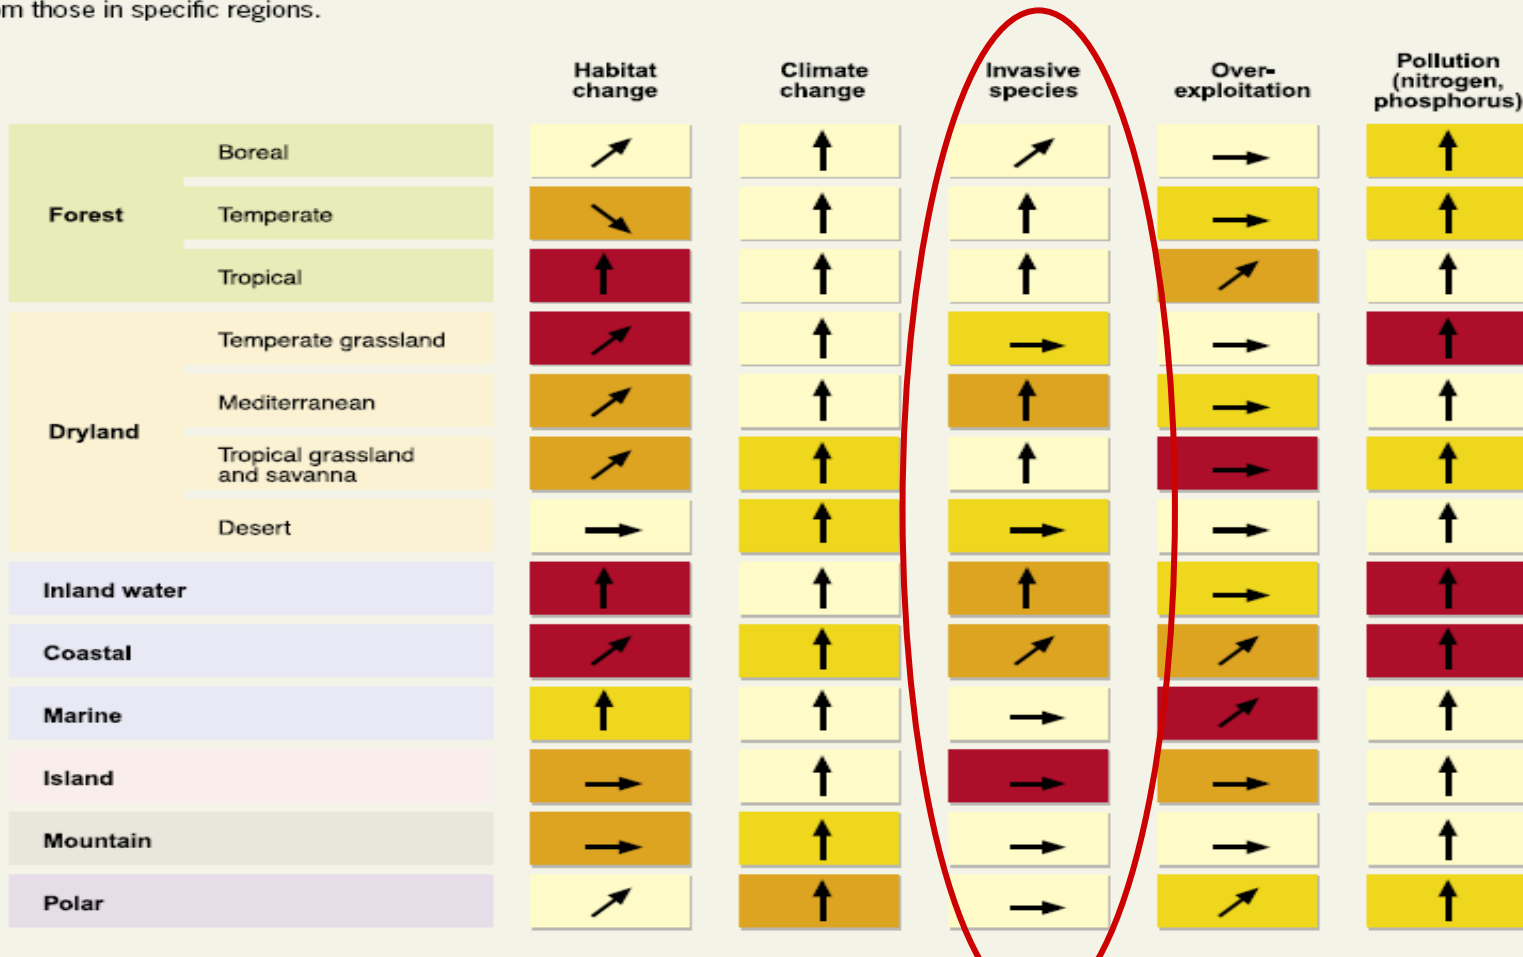 those in specific regions.
Habitat
change
Climate
change
Invasive
species
Over-
exploitation
Pollution
(nitrogen,
phosphorus)
Boreal
Forest
Temperate
Tropical
Temperate grassland
Mediterranean
Dryland
Tropical grassland
and savanna
Desert
Inland water
Coastal
Marine
Island
Mountain
Polar